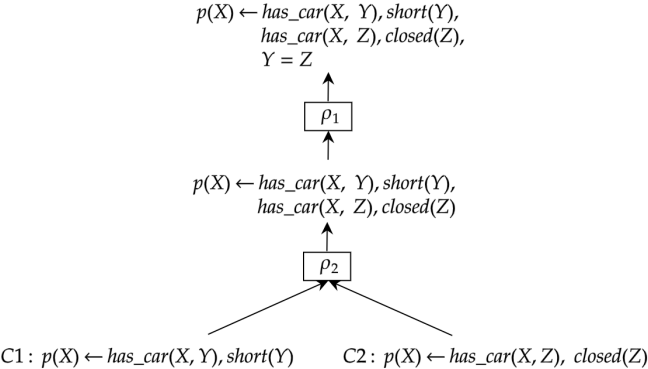 p(X) ← has_car(X, Y), short(Y),
has_car(X, Z), closed(Z),
Y = Z
ρ1
p(X) ← has_car(X, Y), short(Y),
has_car(X, Z), closed(Z)
ρ2
C1 : p(X) ← has_car(X, Y), short(Y)
C2 : p(X) ← has_car(X, Z), closed(Z)